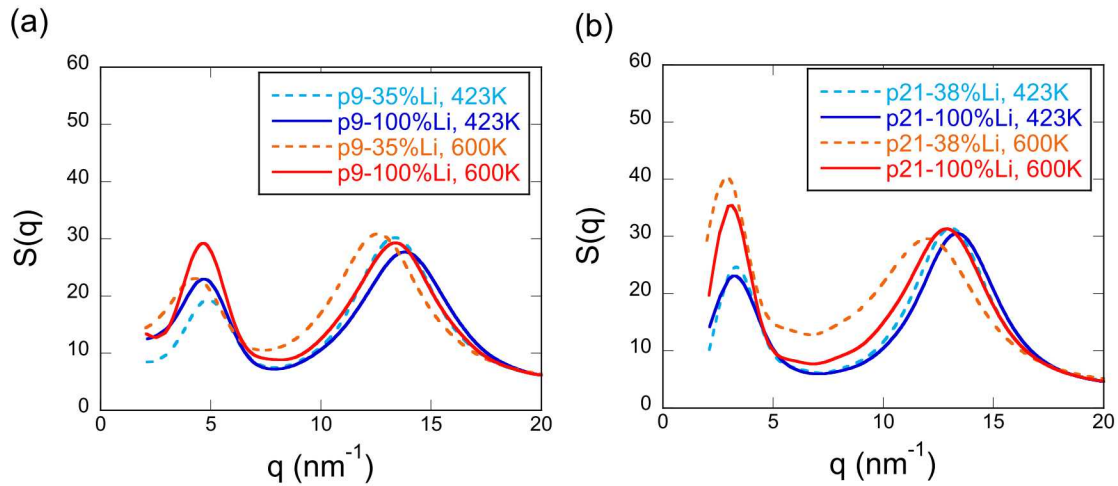 (a)
60
50
40
30
20
10
0
S(q)
p9-35%Li, 423K
p9-100%Li, 423K
p9-35%Li, 600K
p9-100%Li, 600K
0
5
10
15
20
q (nm⁻¹)
(b)
60
50
40
30
20
10
0
S(q)
p21-38%Li, 423K
p21-100%Li, 423K
p21-38%Li, 600K
p21-100%Li, 600K
0
5
10
15
20
q (nm⁻¹)